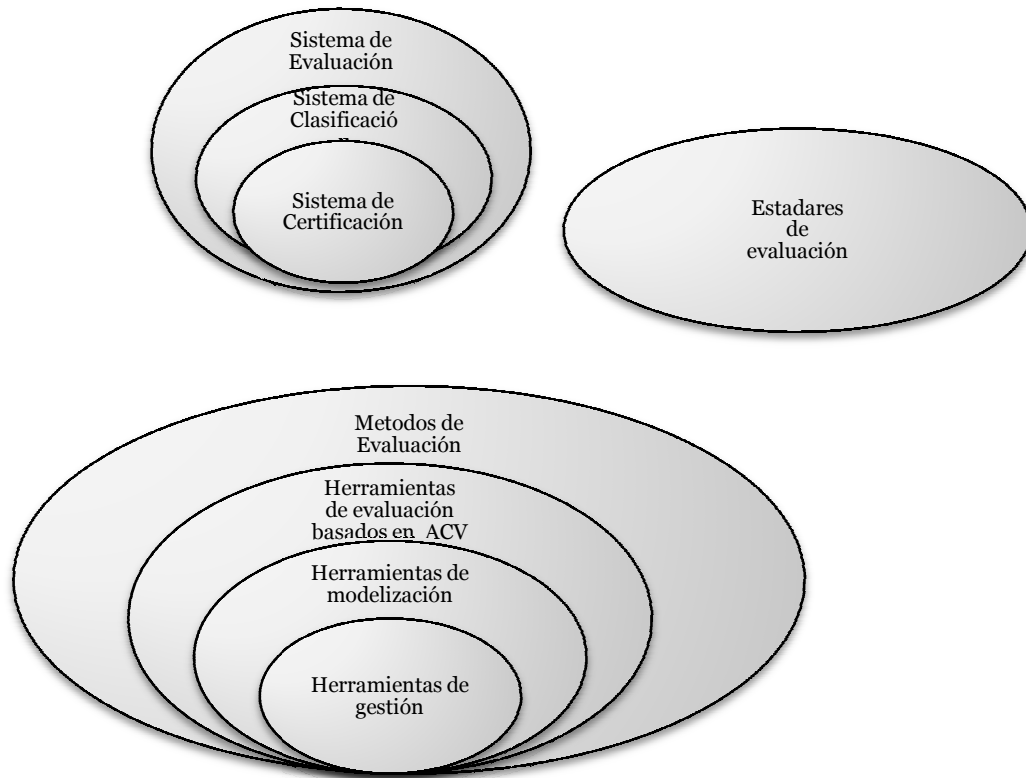 Sistema de
Evaluación
Sistema de
Clasificació
Sistema de
Certificación
Estadares
de
evaluación
Metodos de
Evaluación
Herramientas
de evaluación
basados en ACV
Herramientas de
modelización
Herramientas de
gestión